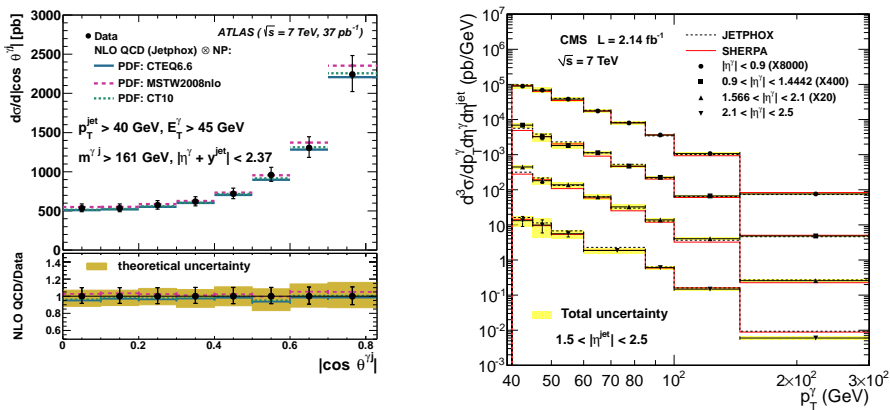 dσ/d|cos θ^γj| [pb]
3000
2500
2000
1500
1000
500
0
Data
ATLAS (√s = 7 TeV, 37 pb⁻¹)
NLO QCD (Jetphox) ⊗ NP:
PDF: CTEQ6.6
PDF: MSTW2008nlo
PDF: CT10
p_T^jet > 40 GeV, E_T^γ > 45 GeV
m^γj > 161 GeV, |η^γ + y^jet| < 2.37
NLO QCD/Data
1.4
1.2
1.0
0.8
0.6
theoretical uncertainty
0 0.2 0.4 0.6 0.8
|cos θ^γj|
d³σ/dp_T^γ dη^γ dη^jet (pb/GeV)
10⁷
10⁶
10⁵
10⁴
10³
10²
10
1
10⁻¹
10⁻²
10⁻³
CMS L = 2.14 fb⁻¹
√s = 7 TeV
JETPHOX
SHERPA
|η^γ| < 0.9 (X8000)
0.9 < |η^γ| < 1.4442 (X400)
1.566 < |η^γ| < 2.1 (X20)
2.1 < |η^γ| < 2.5
Total uncertainty
1.5 < |η^jet| < 2.5
40 50 60 70 80 10² 2×10² 3×10²
p_T^γ (GeV)